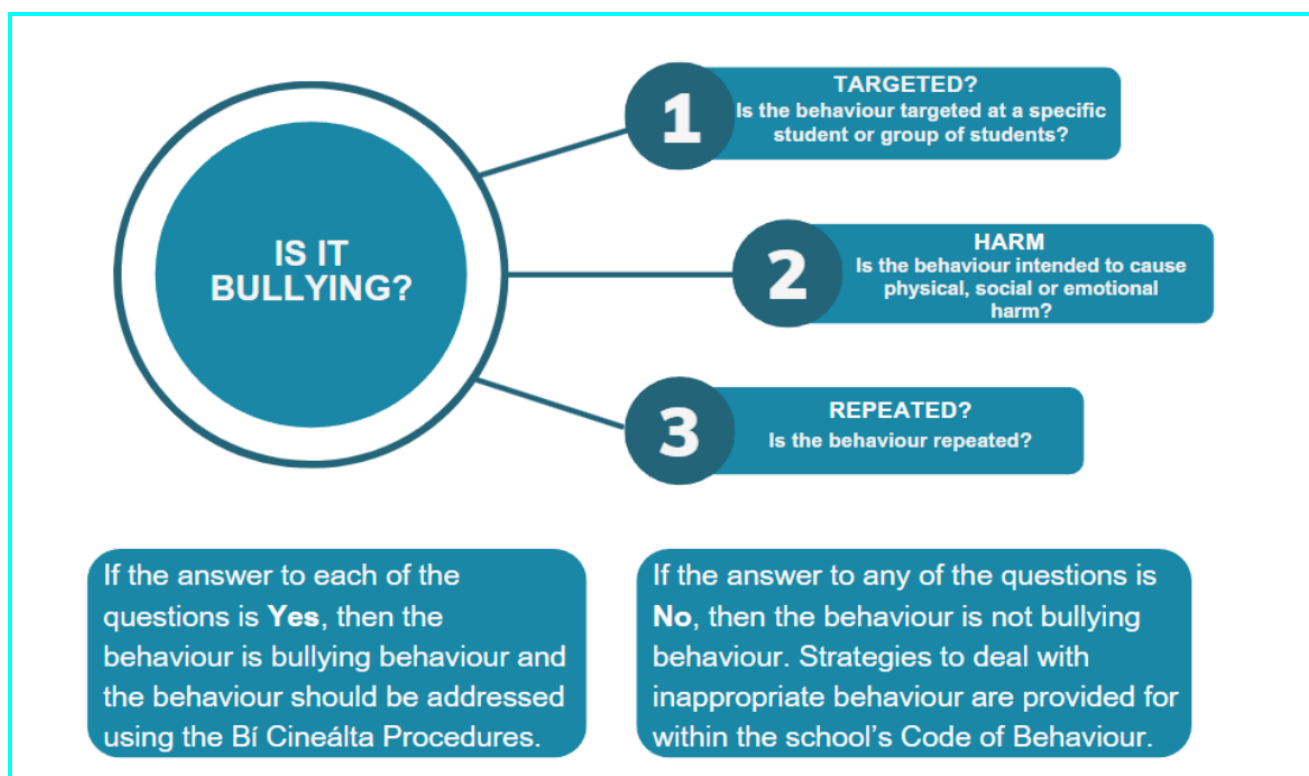 IS IT
BULLYING?
1
TARGETED?
Is the behaviour targeted at a specific
student or group of students?
2
HARM
Is the behaviour intended to cause
physical, social or emotional
harm?
3
REPEATED?
Is the behaviour repeated?
If the answer to each of the
questions is Yes, then the
behaviour is bullying behaviour and
the behaviour should be addressed
using the Bí Cineálta Procedures.
If the answer to any of the questions is
No, then the behaviour is not bullying
behaviour. Strategies to deal with
inappropriate behaviour are provided for
within the school's Code of Behaviour.